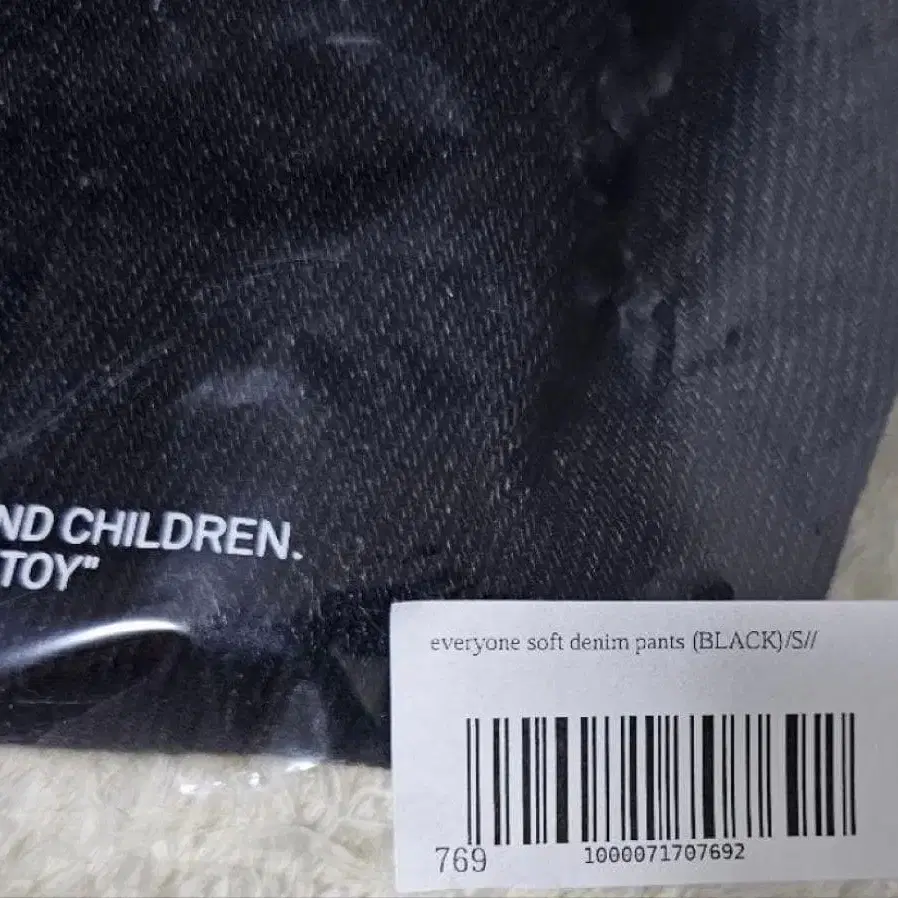 ND CHILDREN.
TOY"
everyone soft denim pants (BLACK)/S//
769
1000071707692